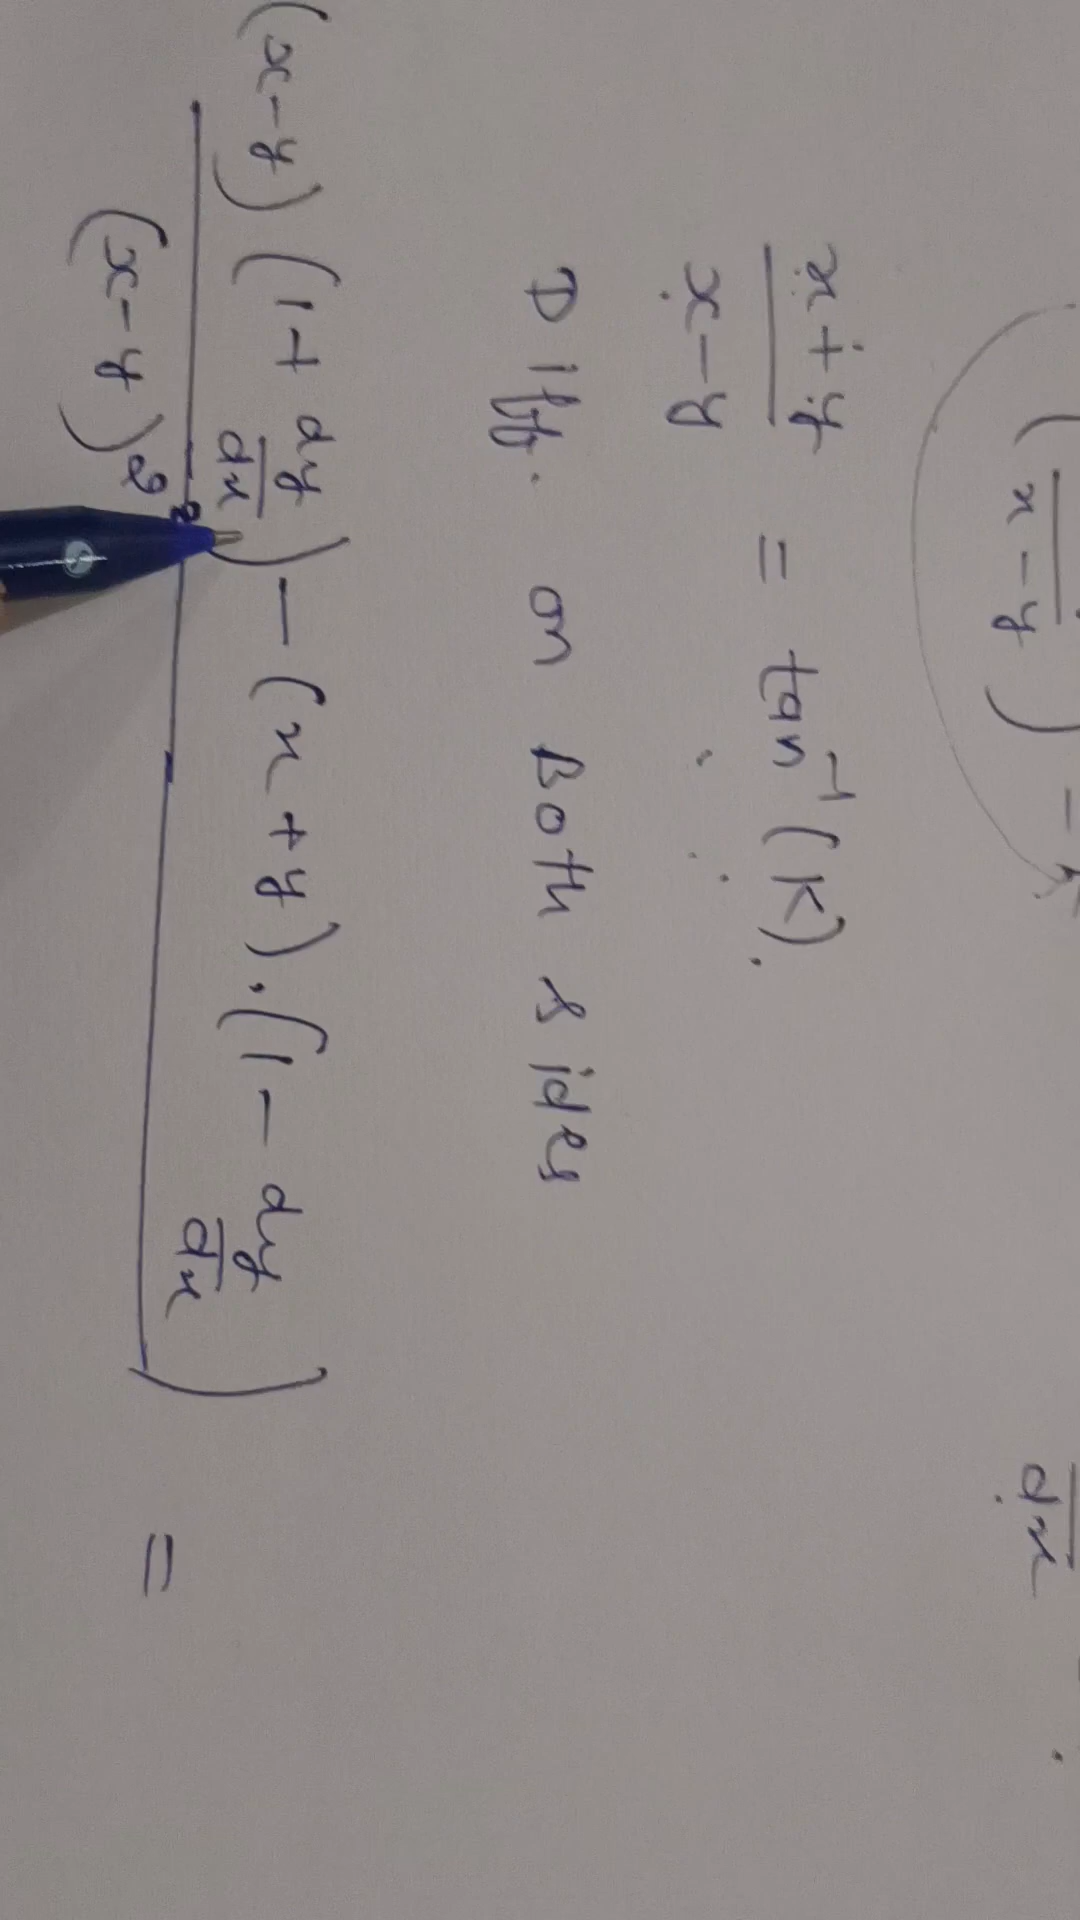 ( x - y ) - k
dx
x + y / x - y = tan⁻¹ (K).
Diff. on Both sides
(x - y) (1 + dy/dx) - (x + y) . (1 - dy/dx) =
(x - y)²